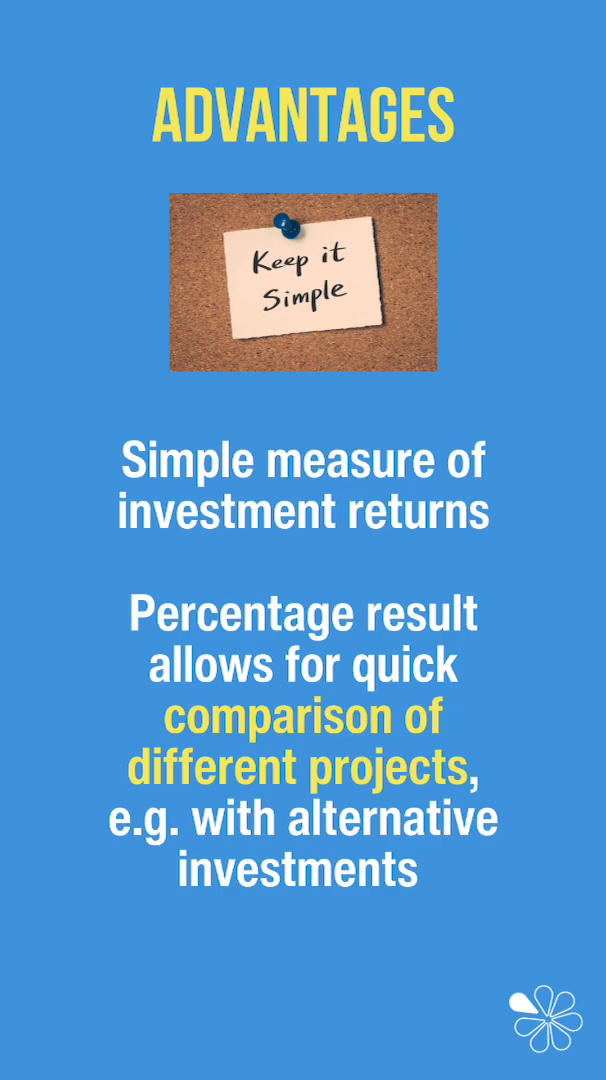 ADVANTAGES
Keep it
Simple
Simple measure of
investment returns
Percentage result
allows for quick
comparison of
different projects,
e.g. with alternative
investments